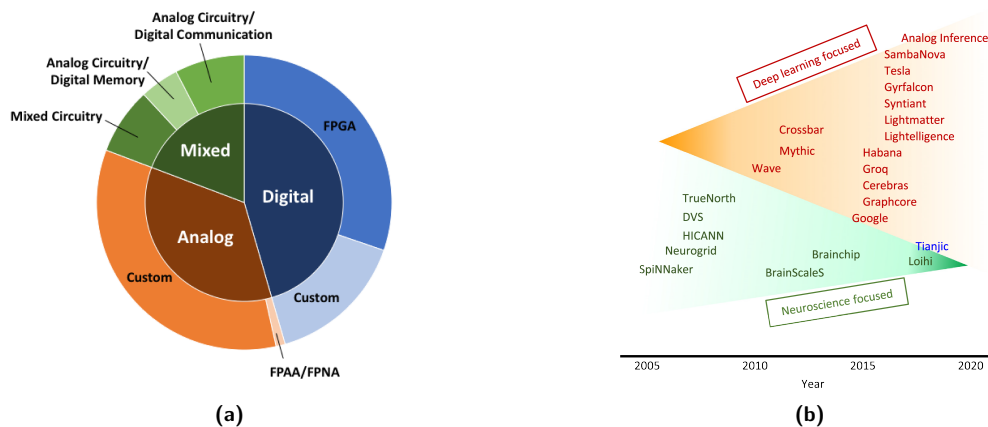 Analog Circuitry/
Digital Communication
Analog Circuitry/
Digital Memory
Mixed Circuitry
FPGA
Mixed
Digital
Analog
Custom
Custom
FPAA/FPNA
(a)
Deep learning focused
Analog Inference
SambaNova
Tesla
Gyrfalcon
Syntiant
Lightmatter
Lightelligence
Crossbar
Mythic
Wave
Habana
Groq
Cerebras
Graphcore
Google
TrueNorth
DVS
HICANN
Neurogrid
SpiNNaker
Brainchip
BrainScaleS
Tianjic
Loihi
Neuroscience focused
2005 2010 2015 2020
Year
(b)